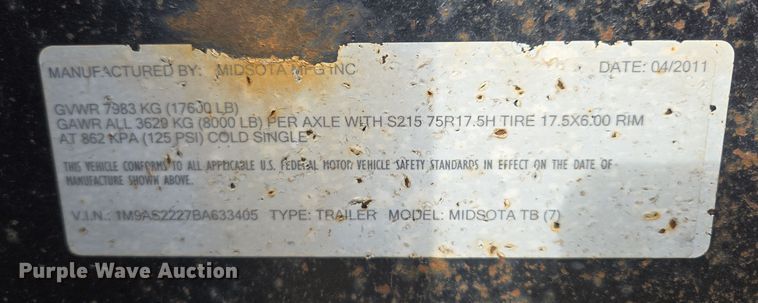 MANUFACTURED BY: MIDSOTA MFG INC DATE: 04/2011
GVWR 7983 KG (17600 LB)
GAWR ALL 3629 KG (8000 LB) PER AXLE WITH S215 75R17.5H TIRE 17.5X6.00 RIM
AT 862 KPA (125 PSI) COLD SINGLE
THIS VEHICLE CONFORMS TO ALL APPLICABLE U.S. FEDERAL MOTOR VEHICLE SAFETY STANDARDS IN EFFECT ON THE DATE OF
MANUFACTURE SHOWN ABOVE.
V.I.N.: 1M9AS2227BA633405 TYPE: TRAILER MODEL: MIDSOTA TB (7)
Purple Wave Auction